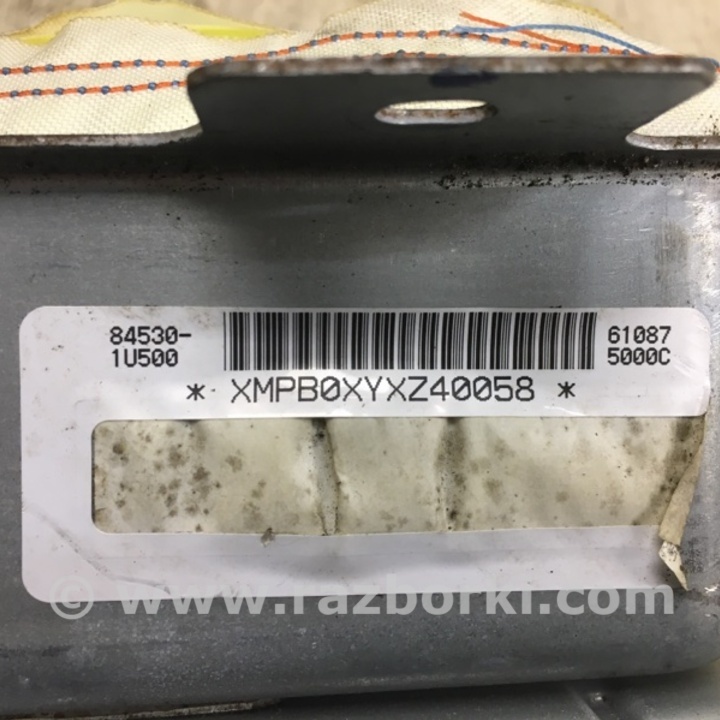 84530-
1U500
61087
5000C
* XMPB0XYXZ40058 *
© www.razborki.com